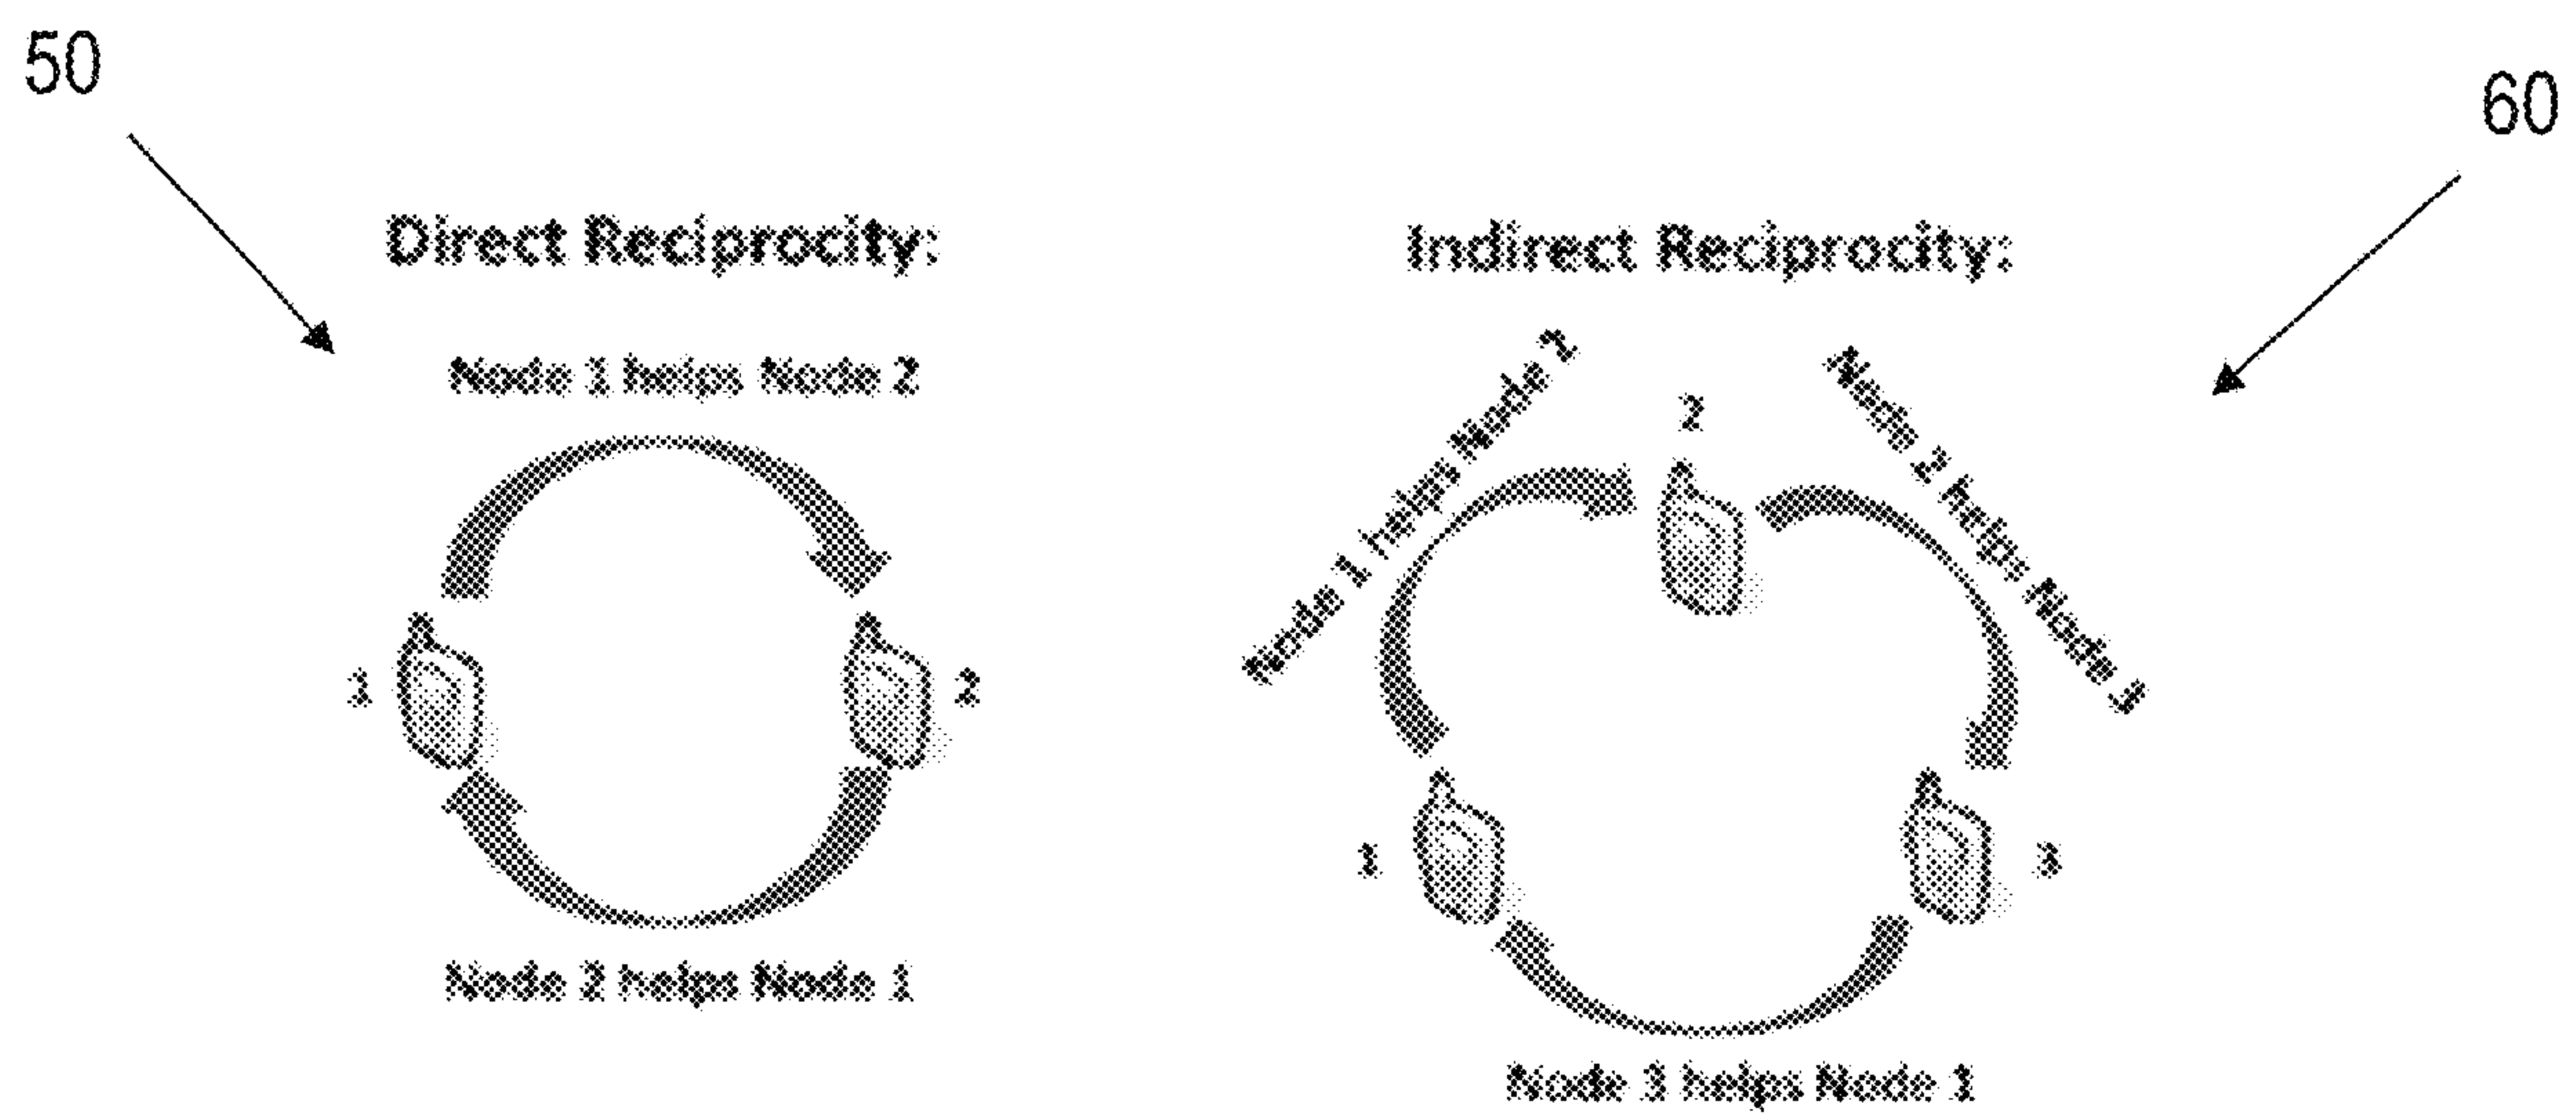 50
60
Direct Reciprocity:
Node 1 helps Node 2
1
2
Node 2 helps Node 1
Indirect Reciprocity:
Node 1 helps Node 2
Node 2 helps Node 3
2
1
3
Node 3 helps Node 1